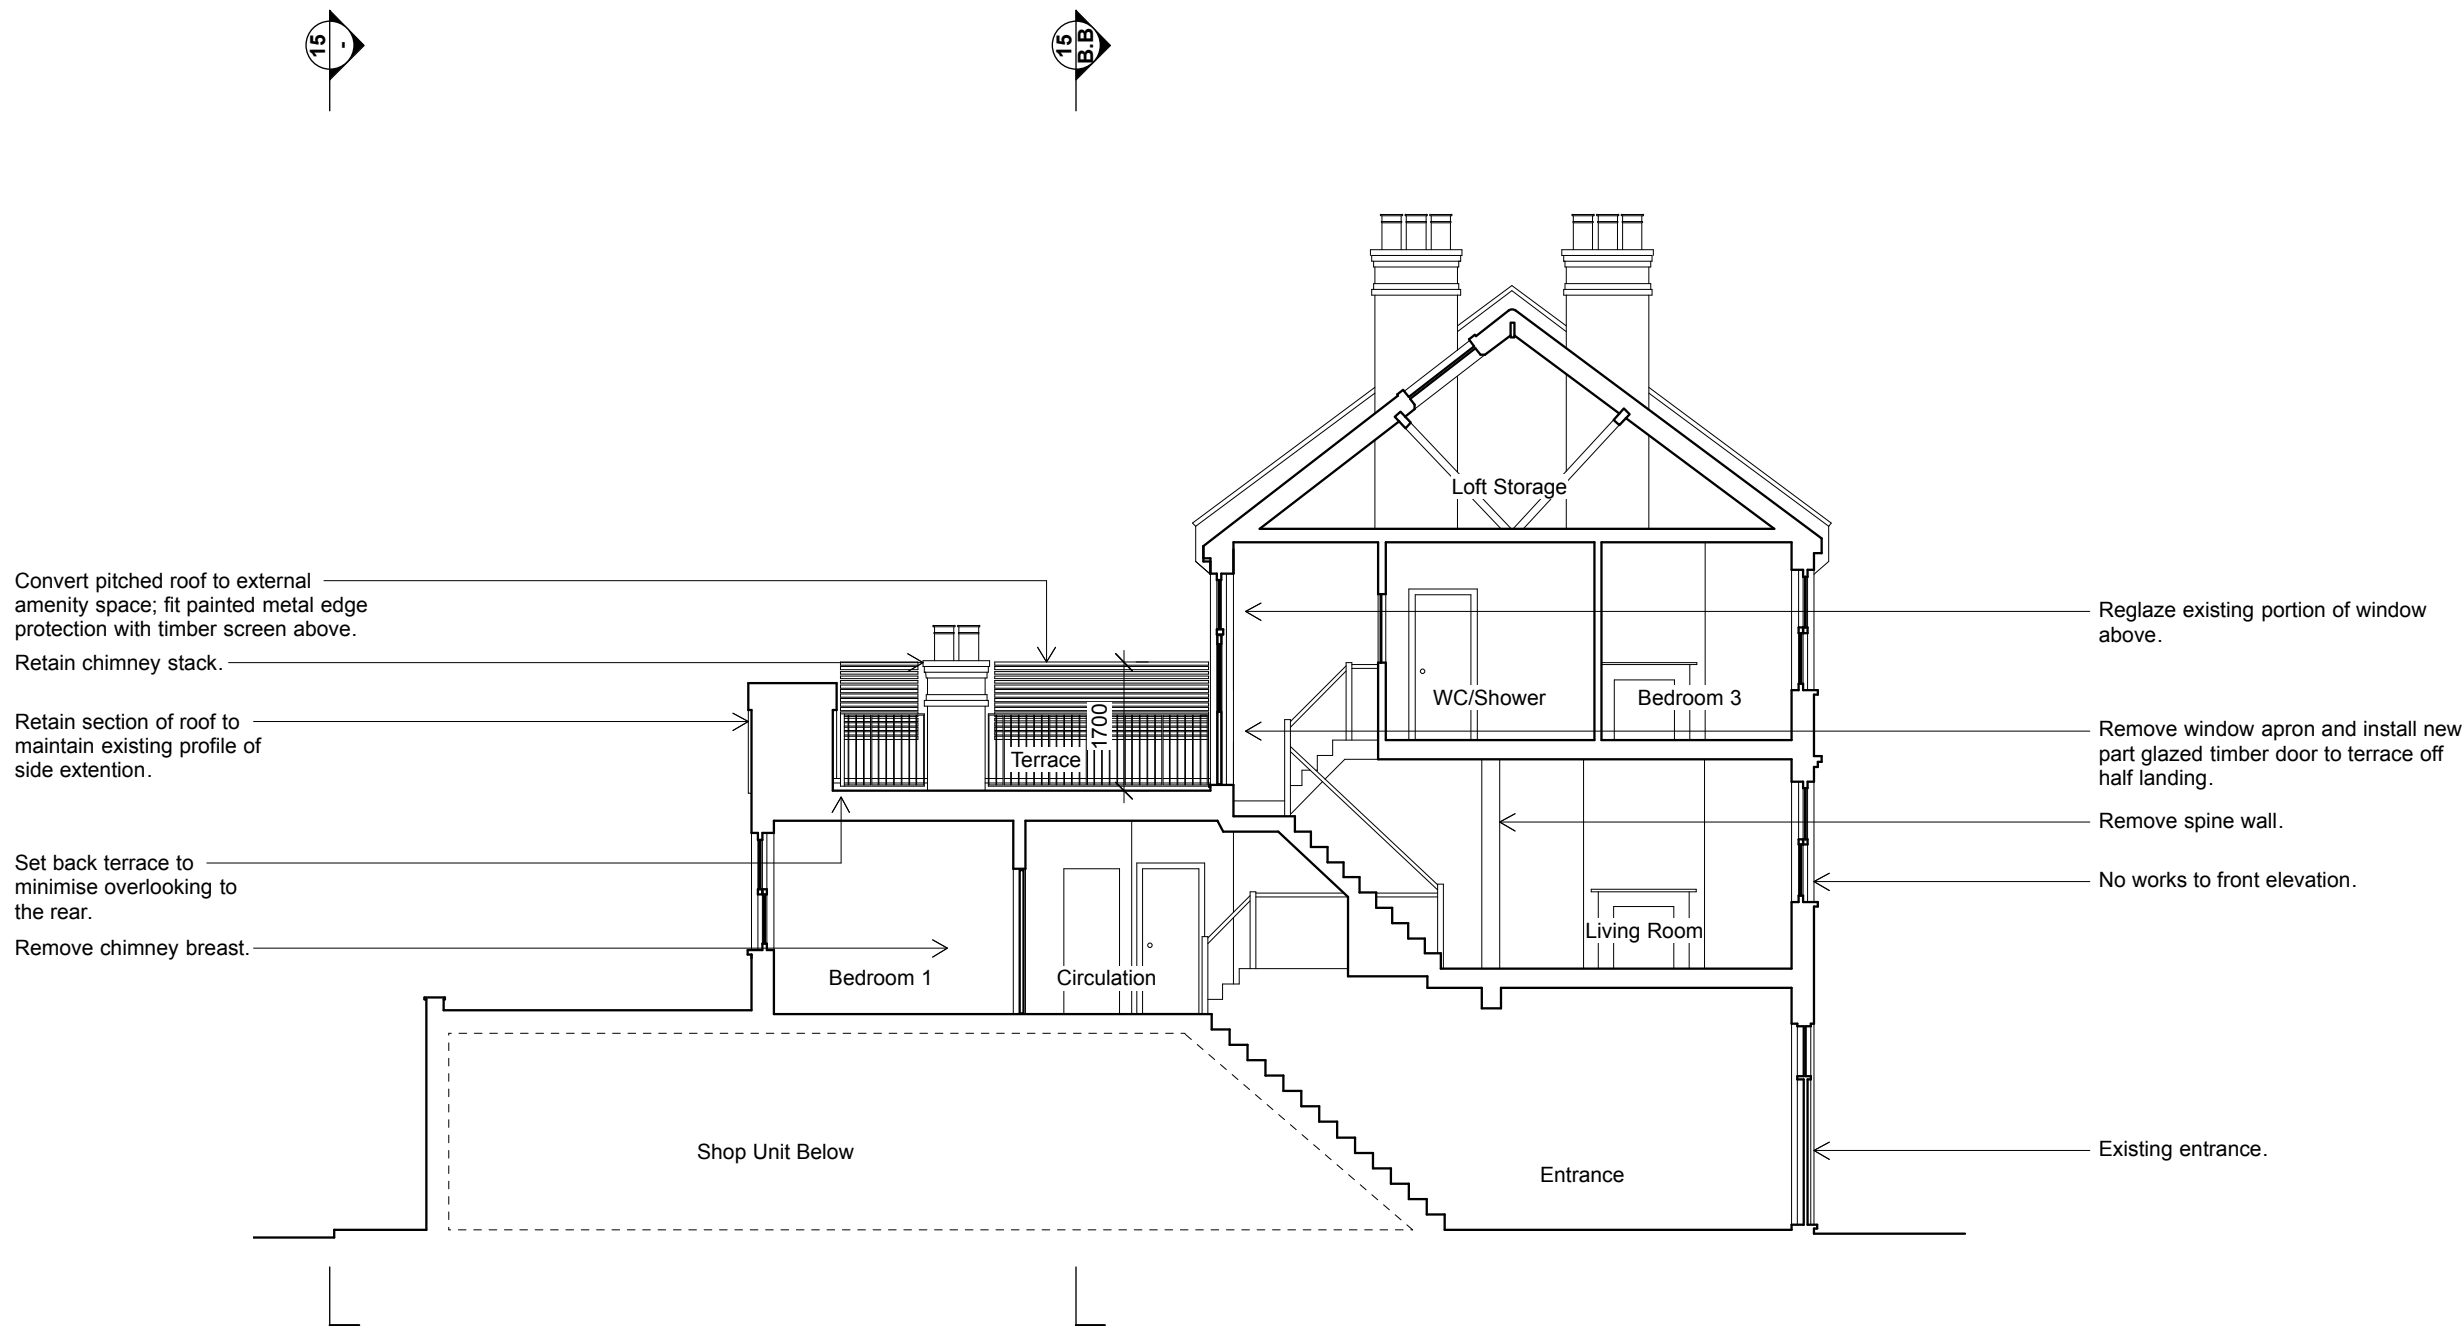 15
-
15
B.B
Convert pitched roof to external
amenity space; fit painted metal edge
protection with timber screen above.
Retain chimney stack.
Retain section of roof to
maintain existing profile of
side extention.
Set back terrace to
minimise overlooking to
the rear.
Remove chimney breast.
Loft Storage
WC/Shower
Bedroom 3
1700
Terrace
Living Room
Bedroom 1
Circulation
Shop Unit Below
Entrance
Reglaze existing portion of window
above.
Remove window apron and install new
part glazed timber door to terrace off
half landing.
Remove spine wall.
No works to front elevation.
Existing entrance.